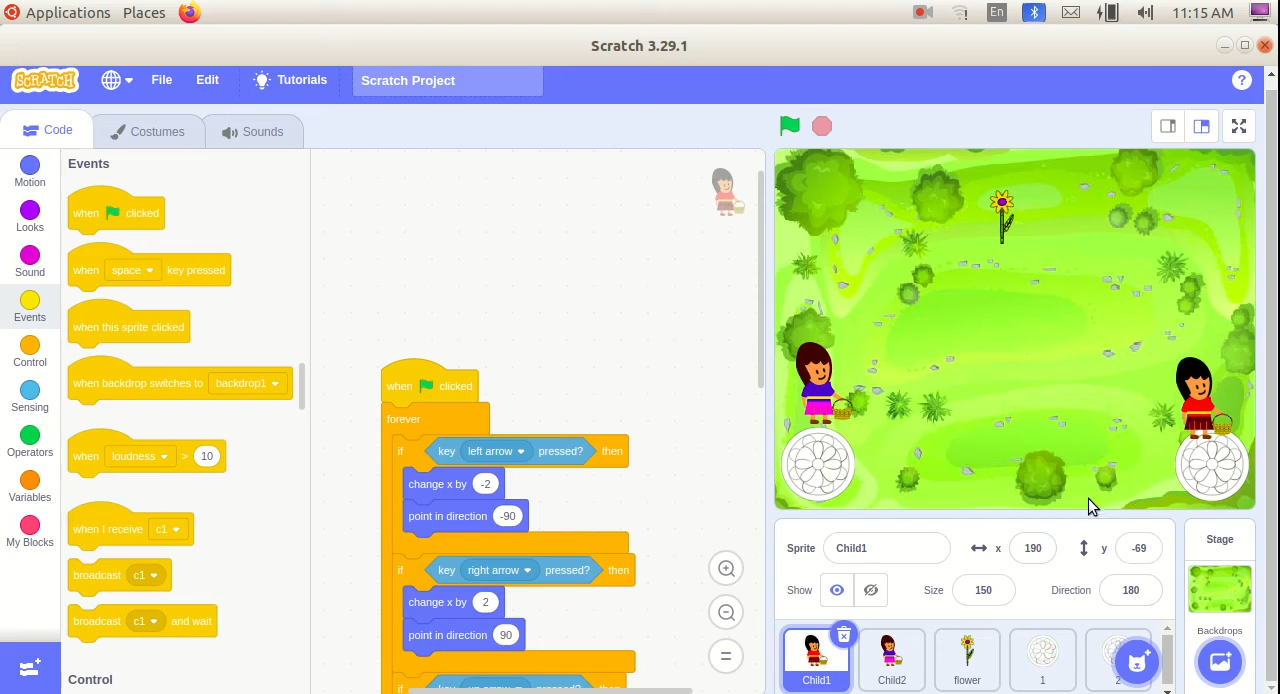 Applications Places En 11:15 AM
Scratch 3.29.1
SCRATCH File Edit Tutorials Scratch Project ?
Code Costumes Sounds
Motion
Looks
Sound
Events
Control
Sensing
Operators
Variables
My Blocks
Events
when clicked
when space key pressed
when this sprite clicked
when backdrop switches to backdrop1
when loudness > 10
when I receive c1
broadcast c1
broadcast c1 and wait
Control
when clicked
forever
if key left arrow pressed? then
change x by -2
point in direction -90
if key right arrow pressed? then
change x by 2
point in direction 90
Sprite Child1 x 190 y -69
Show Size 150 Direction 180
Child1 Child2 flower 1 2
Stage
Backdrops